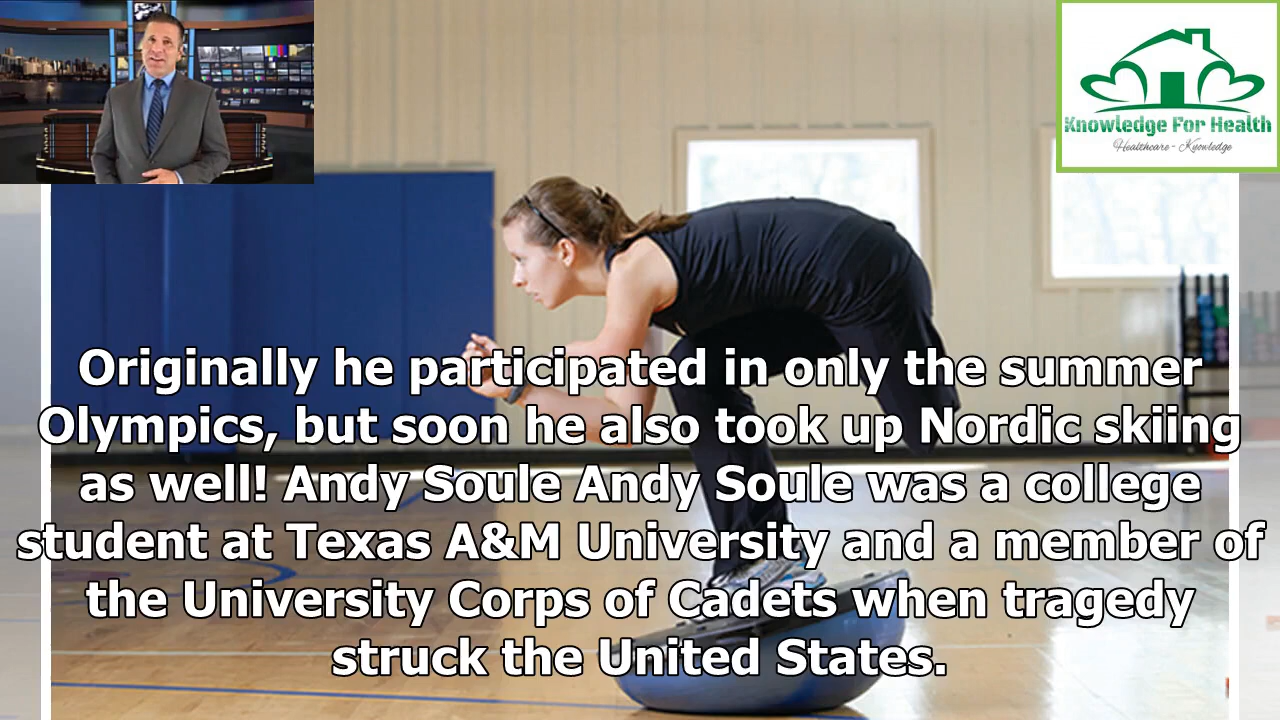 Knowledge For Health
Healthcare - Knowledge
Originally he participated in only the summer
Olympics, but soon he also took up Nordic skiing
as well! Andy Soule Andy Soule was a college
student at Texas A&M University and a member of
the University Corps of Cadets when tragedy
struck the United States.